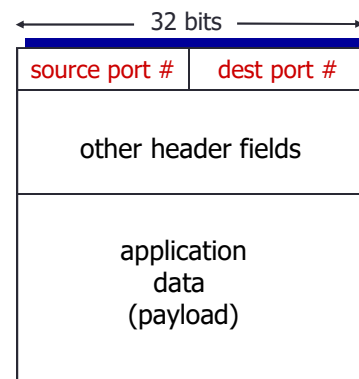 32 bits
source port # dest port #
other header fields
application
data
(payload)